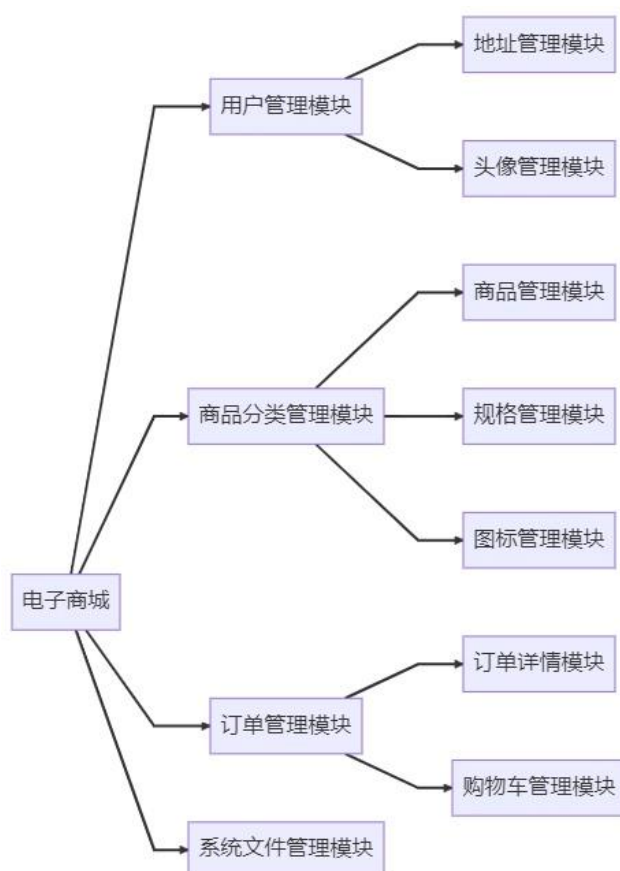 地址管理模块
用户管理模块
头像管理模块
商品管理模块
商品分类管理模块
规格管理模块
图标管理模块
电子商城
订单详情模块
订单管理模块
购物车管理模块
系统文件管理模块